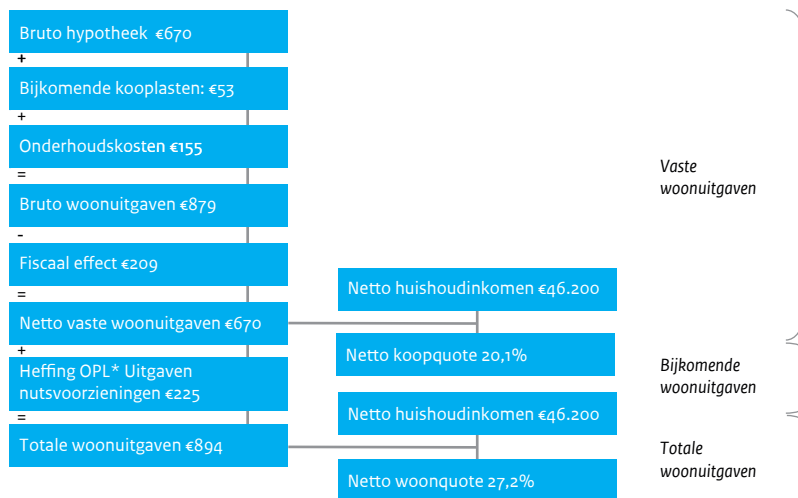 Bruto hypotheek €670
+
Bijkomende kooplasten: €53
+
Onderhoudskosten €155
=
Bruto woonuitgaven €879
-
Fiscaal effect €209
=
Netto vaste woonuitgaven €670
+
Heffing OPL* Uitgaven
nutsvoorzieningen €225
=
Totale woonuitgaven €894
Netto huishoudinkomen €46.200
Netto koopquote 20,1%
Netto huishoudinkomen €46.200
Netto woonquote 27,2%
Vaste
woonuitgaven
Bijkomende
woonuitgaven
Totale
woonuitgaven